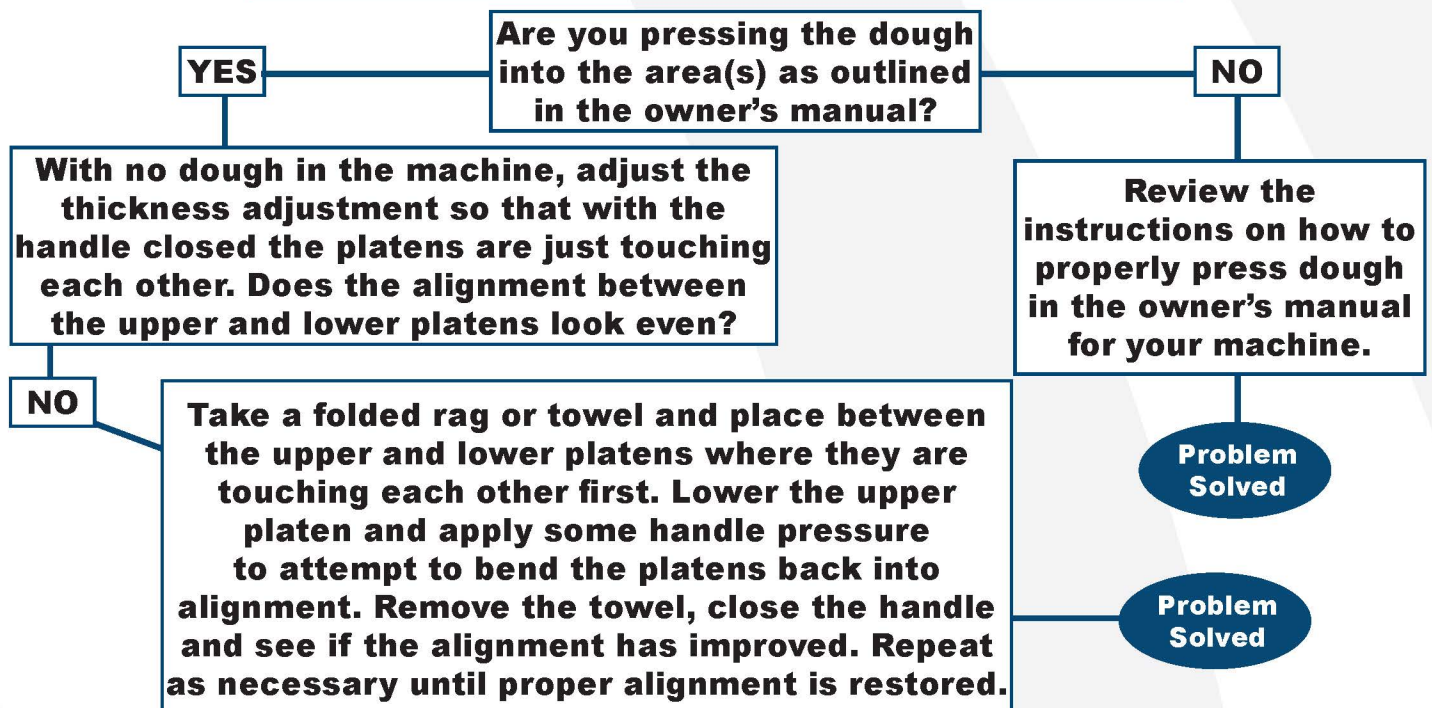 Are you pressing the dough
into the area(s) as outlined
in the owner’s manual?
YES
NO
With no dough in the machine, adjust the
thickness adjustment so that with the
handle closed the platens are just touching
each other. Does the alignment between
the upper and lower platens look even?
Review the
instructions on how to
properly press dough
in the owner’s manual
for your machine.
NO
Take a folded rag or towel and place between
the upper and lower platens where they are
touching each other first. Lower the upper
platen and apply some handle pressure
to attempt to bend the platens back into
alignment. Remove the towel, close the handle
and see if the alignment has improved. Repeat
as necessary until proper alignment is restored.
Problem
Solved
Problem
Solved